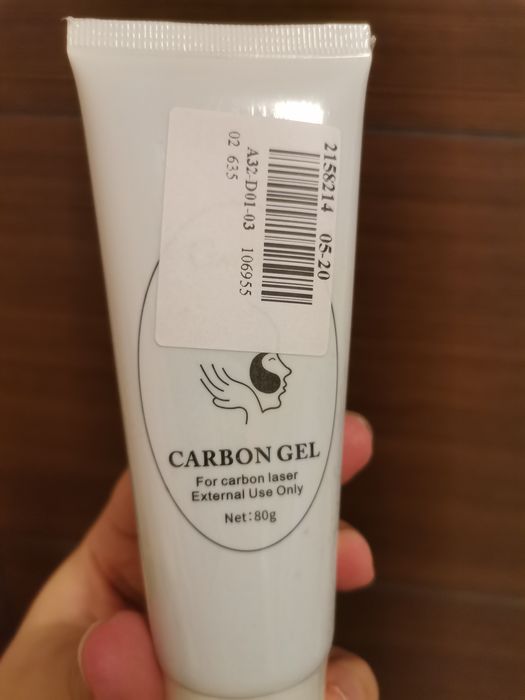 2158214 05-20
A32-D01-03 106955
02 635
CARBON GEL
For carbon laser
External Use Only
Net:80g